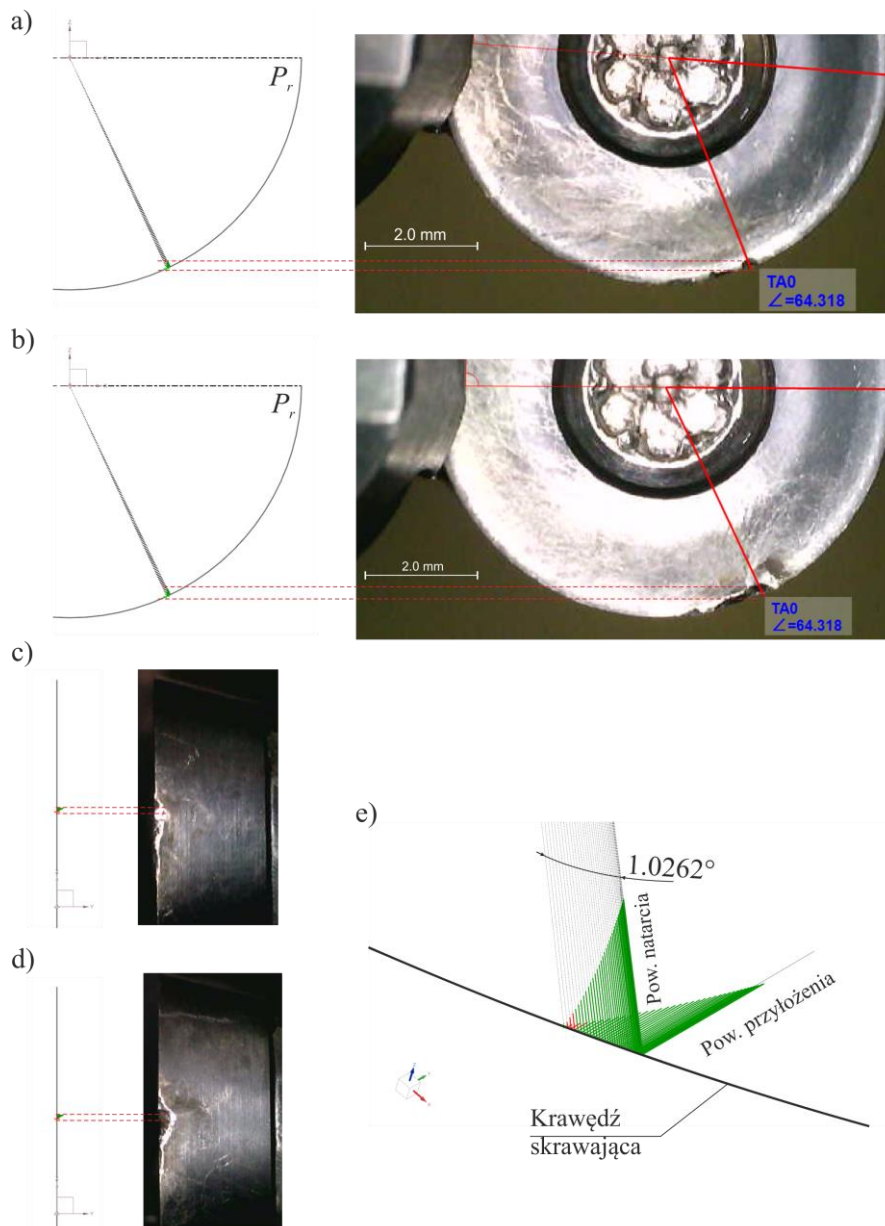 a)
P_r
2.0 mm
TA0
∠=64.318
b)
P_r
2.0 mm
TA0
∠=64.318
c)
d)
e)
1.0262°
Pow. natarcia
Pow. przyłożenia
Krawędź
skrawająca